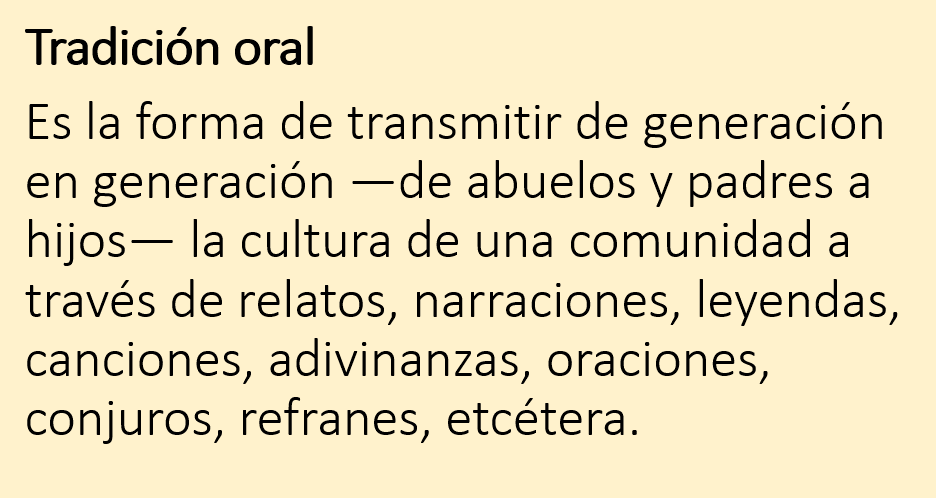 Tradición oral
Es la forma de transmitir de generación
en generación —de abuelos y padres a
hijos— la cultura de una comunidad a
través de relatos, narraciones, leyendas,
canciones, adivinanzas, oraciones,
conjuros, refranes, etcétera.